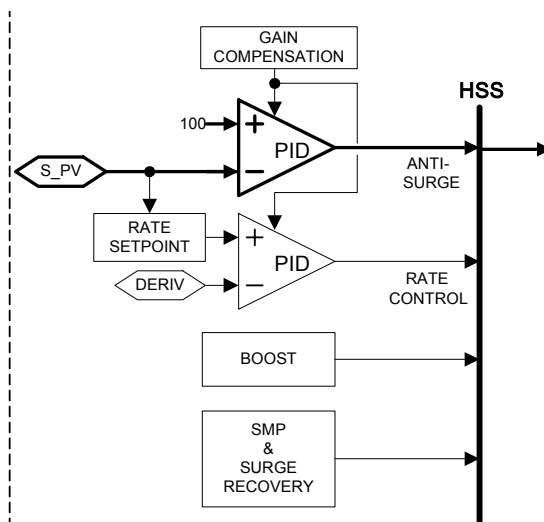 GAIN
COMPENSATION
HSS
100
+
PID
−
S_PV
ANTI-
SURGE
RATE
SETPOINT
+
PID
−
DERIV
RATE
CONTROL
BOOST
SMP
&
SURGE
RECOVERY